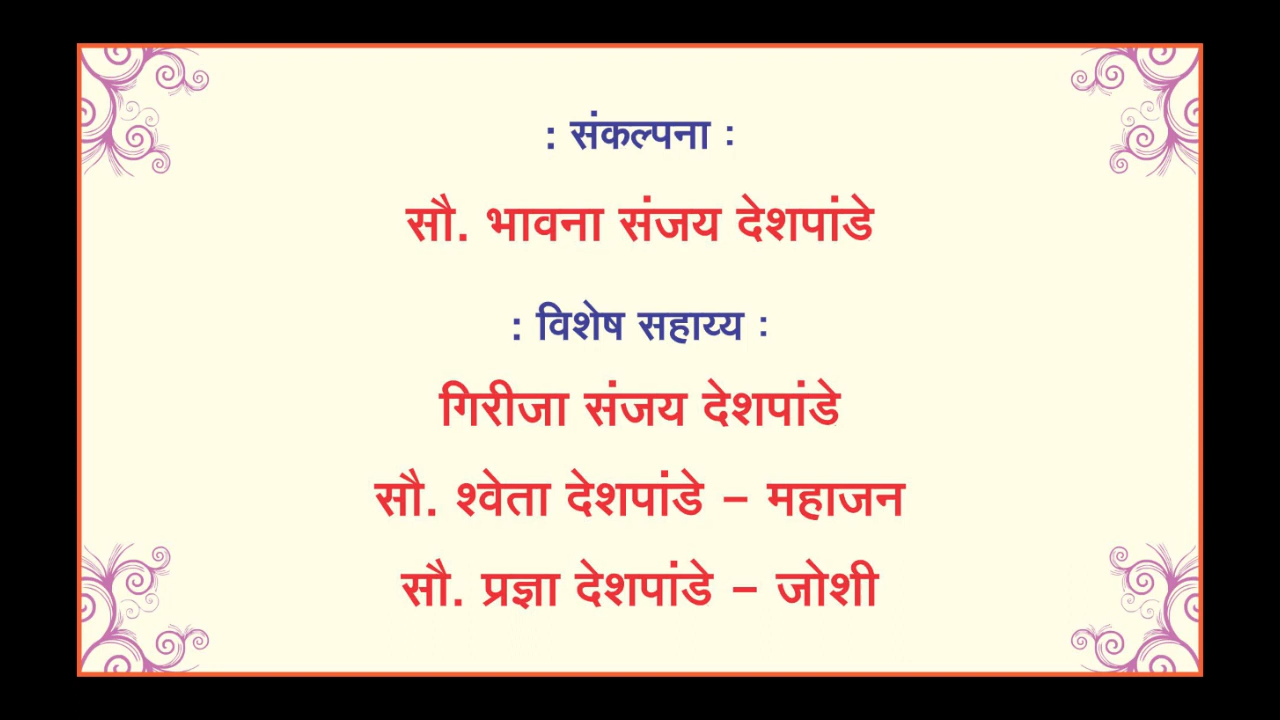 : संकल्पना :
सौ. भावना संजय देशपांडे
: विशेष सहाय्य :
गिरीजा संजय देशपांडे
सौ. श्वेता देशपांडे – महाजन
सौ. प्रज्ञा देशपांडे – जोशी